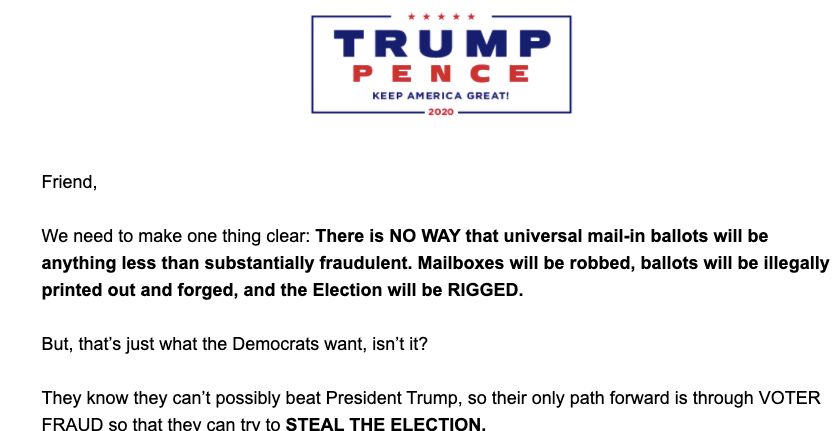 TRUMP
PENCE
KEEP AMERICA GREAT!
2020
Friend,
We need to make one thing clear: There is NO WAY that universal mail-in ballots will be
anything less than substantially fraudulent. Mailboxes will be robbed, ballots will be illegally
printed out and forged, and the Election will be RIGGED.
But, that’s just what the Democrats want, isn’t it?
They know they can’t possibly beat President Trump, so their only path forward is through VOTER
FRAUD so that they can try to STEAL THE ELECTION.